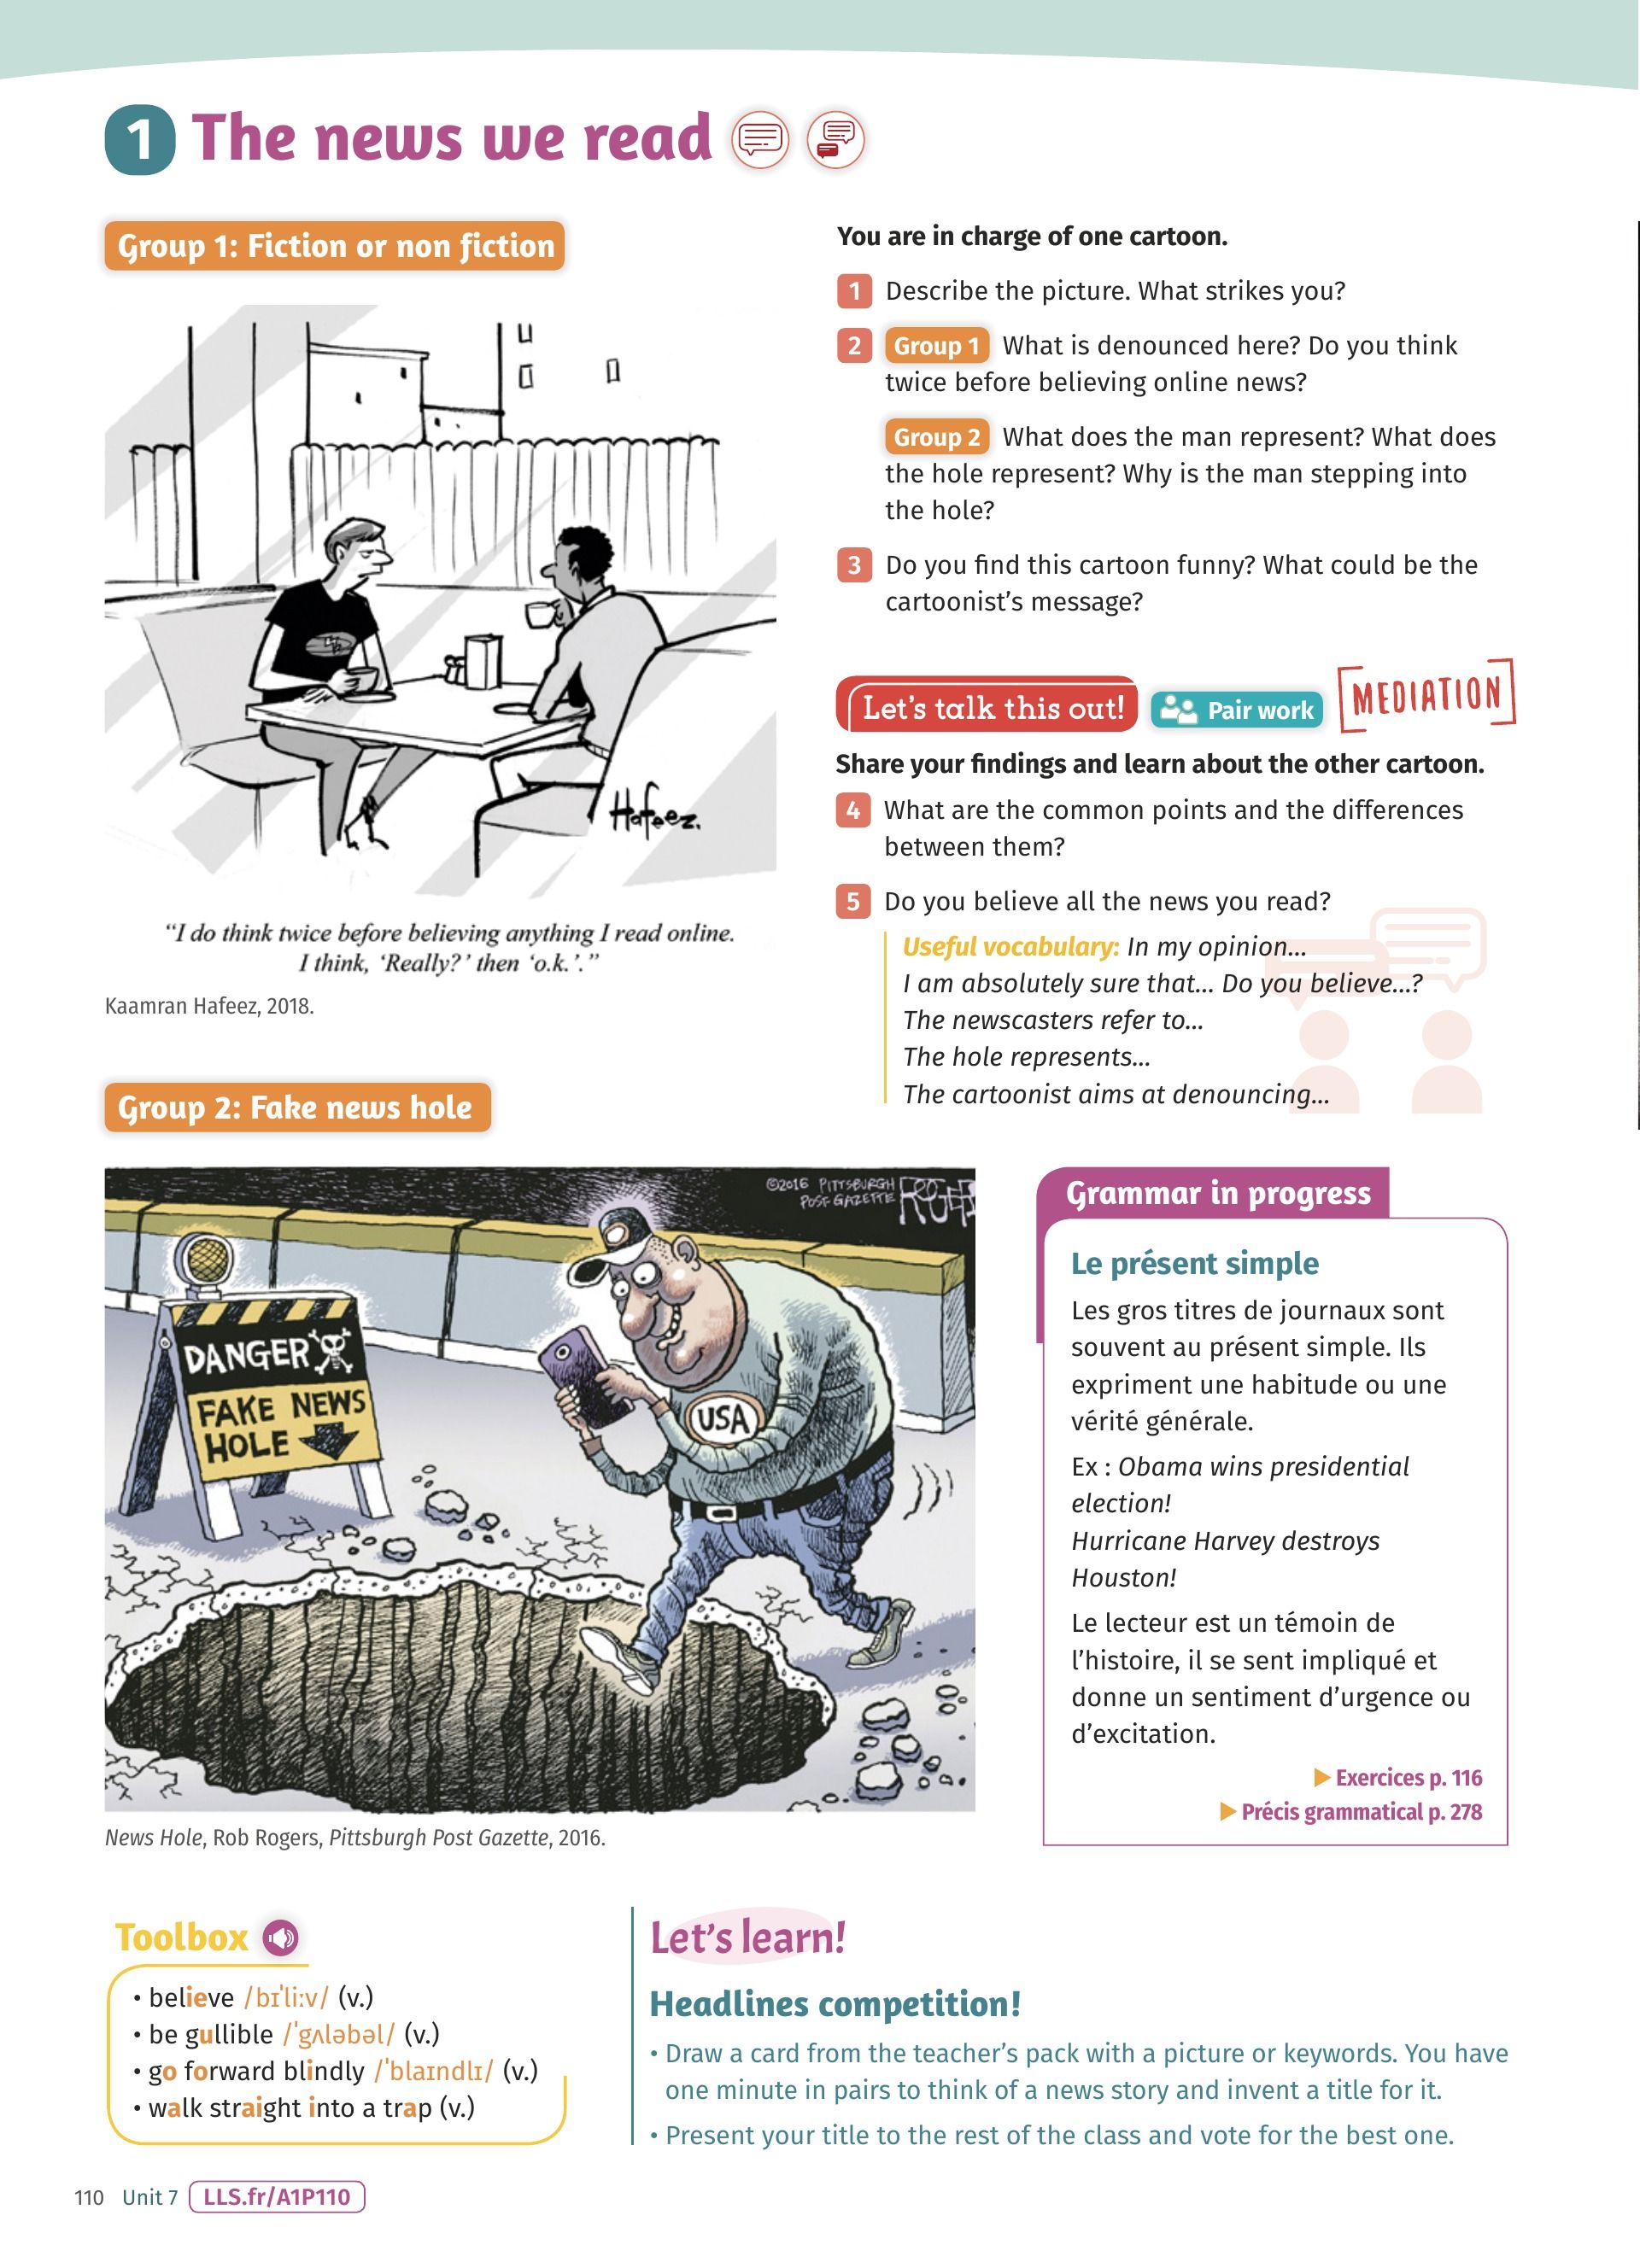 1 The news we read
Group 1: Fiction or non fiction
Hafeez.
“I do think twice before believing anything I read online.
I think, ‘Really?’ then ‘o.k.’.”
Kaamran Hafeez, 2018.
You are in charge of one cartoon.
1 Describe the picture. What strikes you?
2 Group 1 What is denounced here? Do you think
twice before believing online news?
Group 2 What does the man represent? What does
the hole represent? Why is the man stepping into
the hole?
3 Do you find this cartoon funny? What could be the
cartoonist’s message?
Let’s talk this out! Pair work MEDIATION
Share your findings and learn about the other cartoon.
4 What are the common points and the differences
between them?
5 Do you believe all the news you read?
Useful vocabulary: In my opinion...
I am absolutely sure that... Do you believe...?
The newscasters refer to...
The hole represents...
The cartoonist aims at denouncing...
Group 2: Fake news hole
©2016 PITTSBURGH
POST-GAZETTE
DANGER
FAKE NEWS
HOLE
USA
News Hole, Rob Rogers, Pittsburgh Post Gazette, 2016.
Grammar in progress
Le présent simple
Les gros titres de journaux sont
souvent au présent simple. Ils
expriment une habitude ou une
vérité générale.
Ex : Obama wins presidential
election!
Hurricane Harvey destroys
Houston!
Le lecteur est un témoin de
l’histoire, il se sent impliqué et
donne un sentiment d’urgence ou
d’excitation.
Exercices p. 116
Précis grammatical p. 278
Toolbox
• believe /bɪˈliːv/ (v.)
• be gullible /ˈgʌləbəl/ (v.)
• go forward blindly /ˈblaɪndlɪ/ (v.)
• walk straight into a trap (v.)
Let’s learn!
Headlines competition!
• Draw a card from the teacher’s pack with a picture or keywords. You have
one minute in pairs to think of a news story and invent a title for it.
• Present your title to the rest of the class and vote for the best one.
110 Unit 7 LLS.fr/A1P110